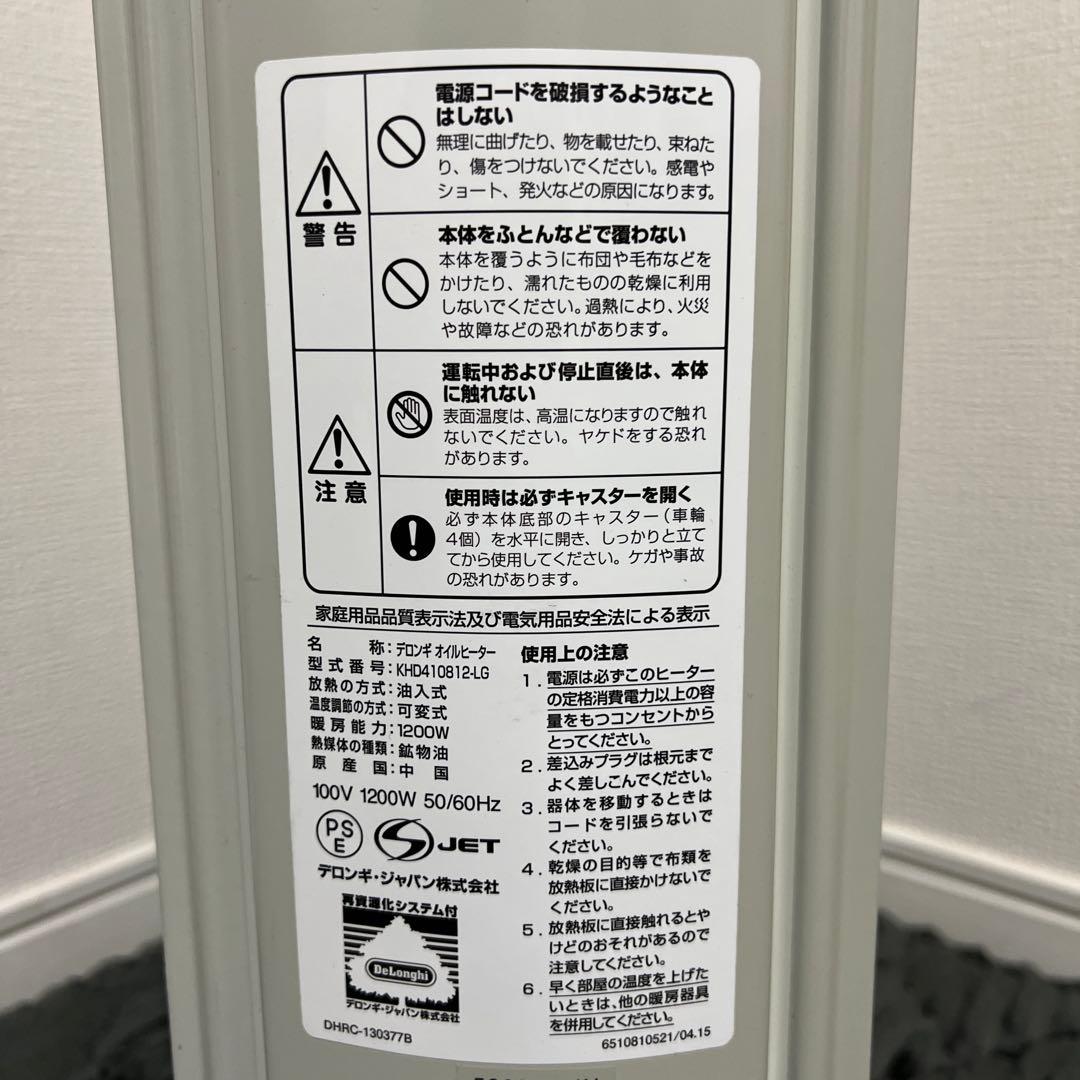 電源コードを破損するようなこと
はしない
無理に曲げたり、物を載せたり、束ねた
り、傷をつけないでください。感電や
ショート、発火などの原因になります。
警告
本体をふとんなどで覆わない
本体を覆うように布団や毛布などを
かけたり、濡れたものの乾燥に利用
しないでください。過熱により、火災
や故障などの恐れがあります。
運転中および停止直後は、本体
に触れない
表面温度は、高温になりますので触れ
ないでください。ヤケドをする恐れ
があります。
注意
使用時は必ずキャスターを開く
必ず本体底部のキャスター(車輪
4個)を水平に開き、しっかりと立て
てから使用してください。ケガや事故
の恐れがあります。
家庭用品品質表示法及び電気用品安全法による表示
名称:デロンギ オイルヒーター
型式番号:KHD410812-LG
放熱の方式:油入式
温度調節の方式:可変式
暖房能力:1200W
熱媒体の種類:鉱物油
原産国:中国
100V 1200W 50/60Hz
PS
E
S JET
デロンギ・ジャパン株式会社
再資源化システム付
DeLonghi
デロンギ・ジャパン株式会社
DHRC-130377B
使用上の注意
1.電源は必ずこのヒーター
の定格消費電力以上の容
量をもつコンセントから
とってください。
2.差込みプラグは根元まで
よく差しこんでください。
3.器体を移動するときは
コードを引張らないで
ください。
4.乾燥の目的等で布類を
放熱板に直接かけないで
ください。
5.放熱板に直接触れるとや
けどのおそれがあるので
注意してください。
6.早く部屋の温度を上げた
いときは、他の暖房器具
を併用してください。
6510810521/04.15